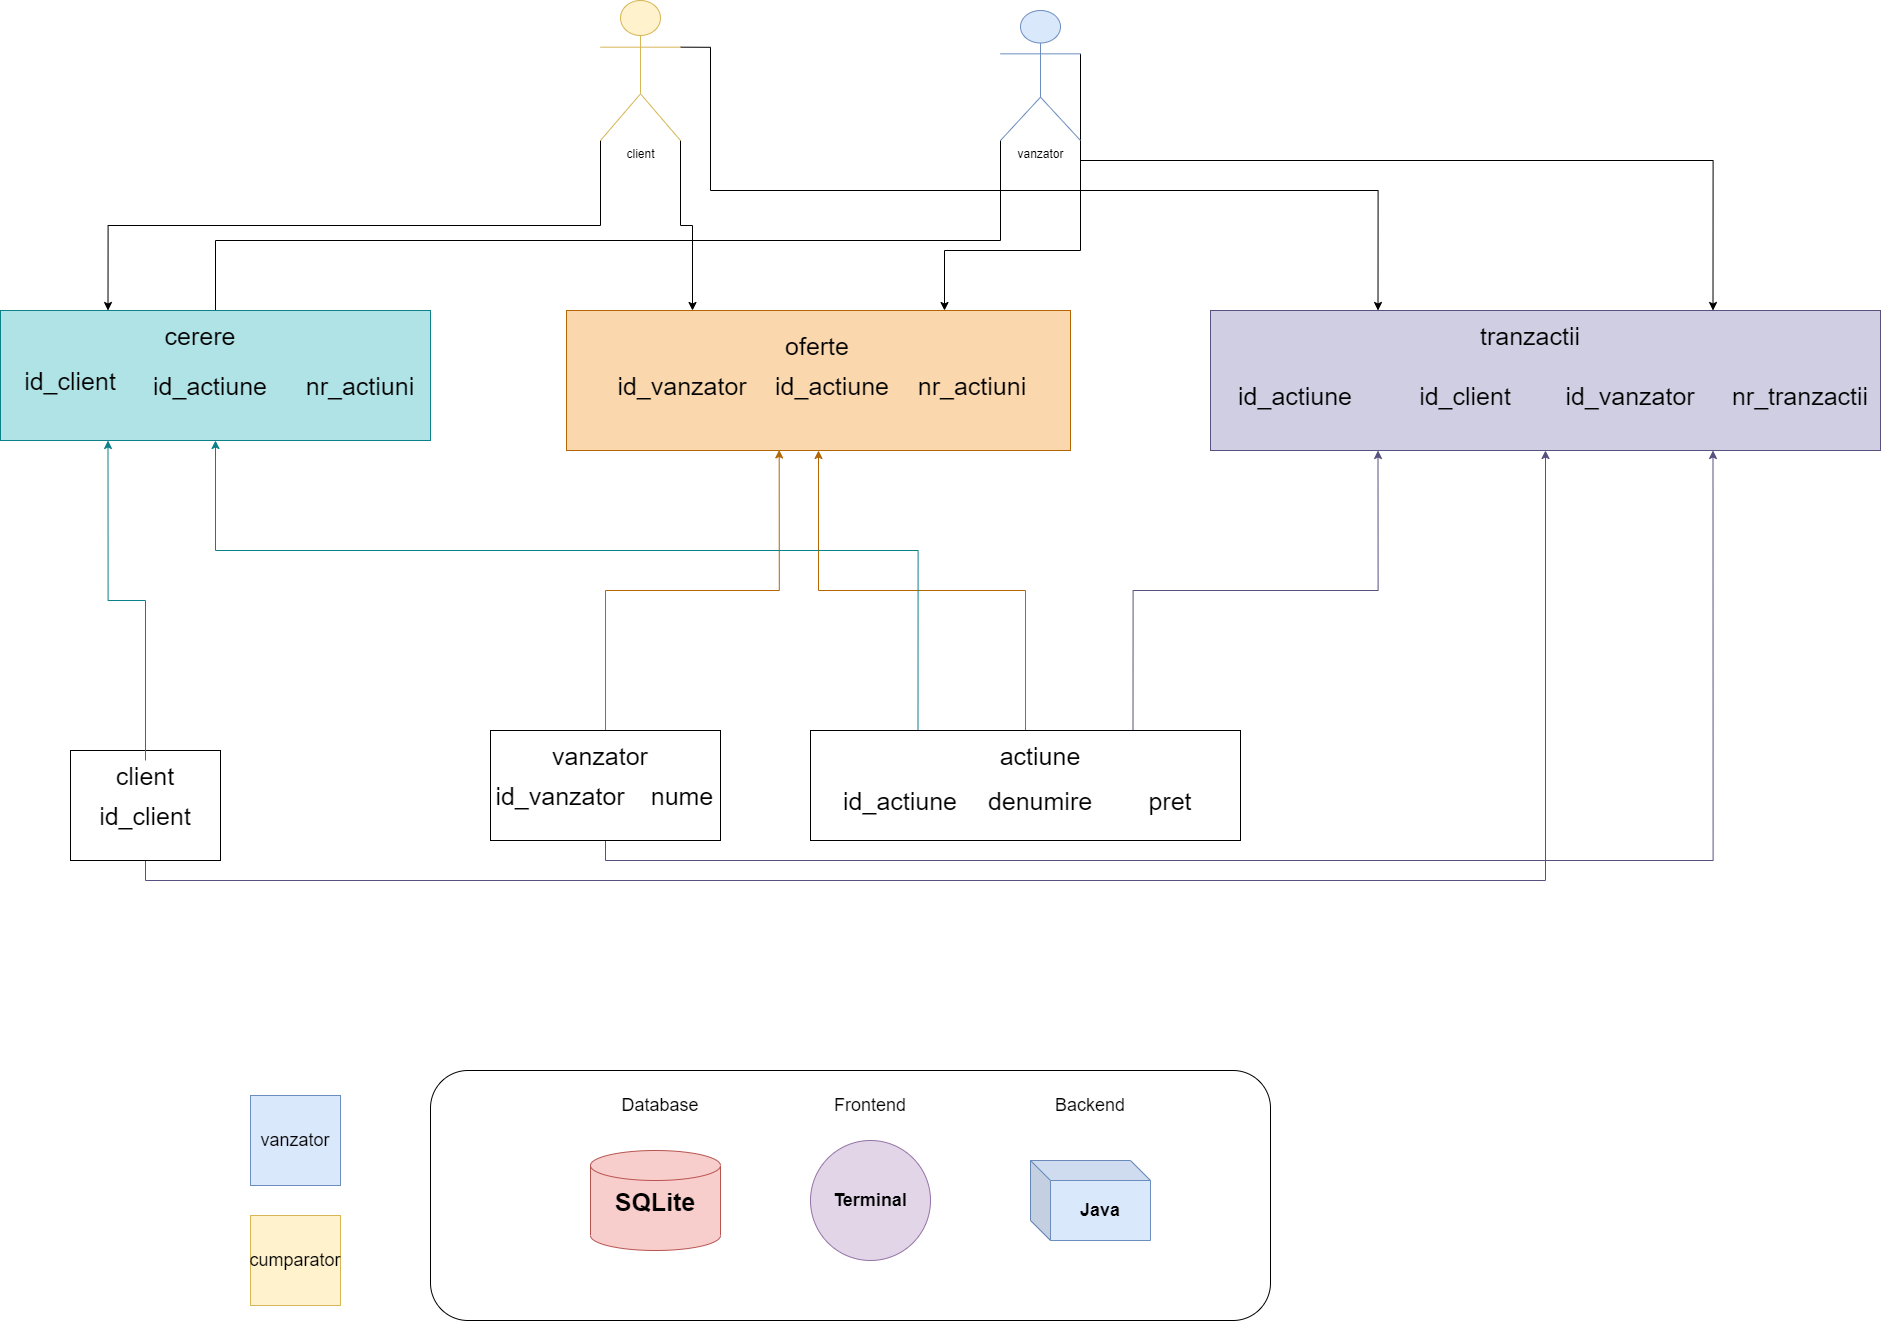 client
vanzator
cerere
id_client id_actiune nr_actiuni
oferte
id_vanzator id_actiune nr_actiuni
tranzactii
id_actiune id_client id_vanzator nr_tranzactii
client
id_client
vanzator
id_vanzator nume
actiune
id_actiune denumire pret
vanzator
cumparator
Database Frontend Backend
SQLite Terminal Java